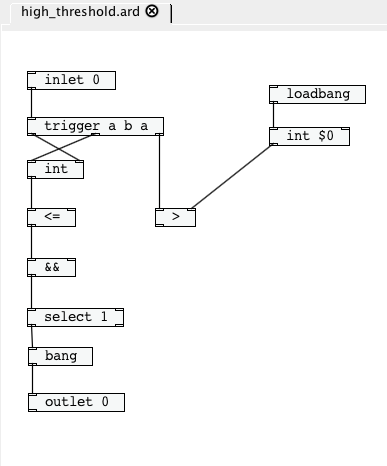 high_threshold.ard
inlet 0
loadbang
trigger a b a
int $0
int
<=
>
&&
select 1
bang
outlet 0